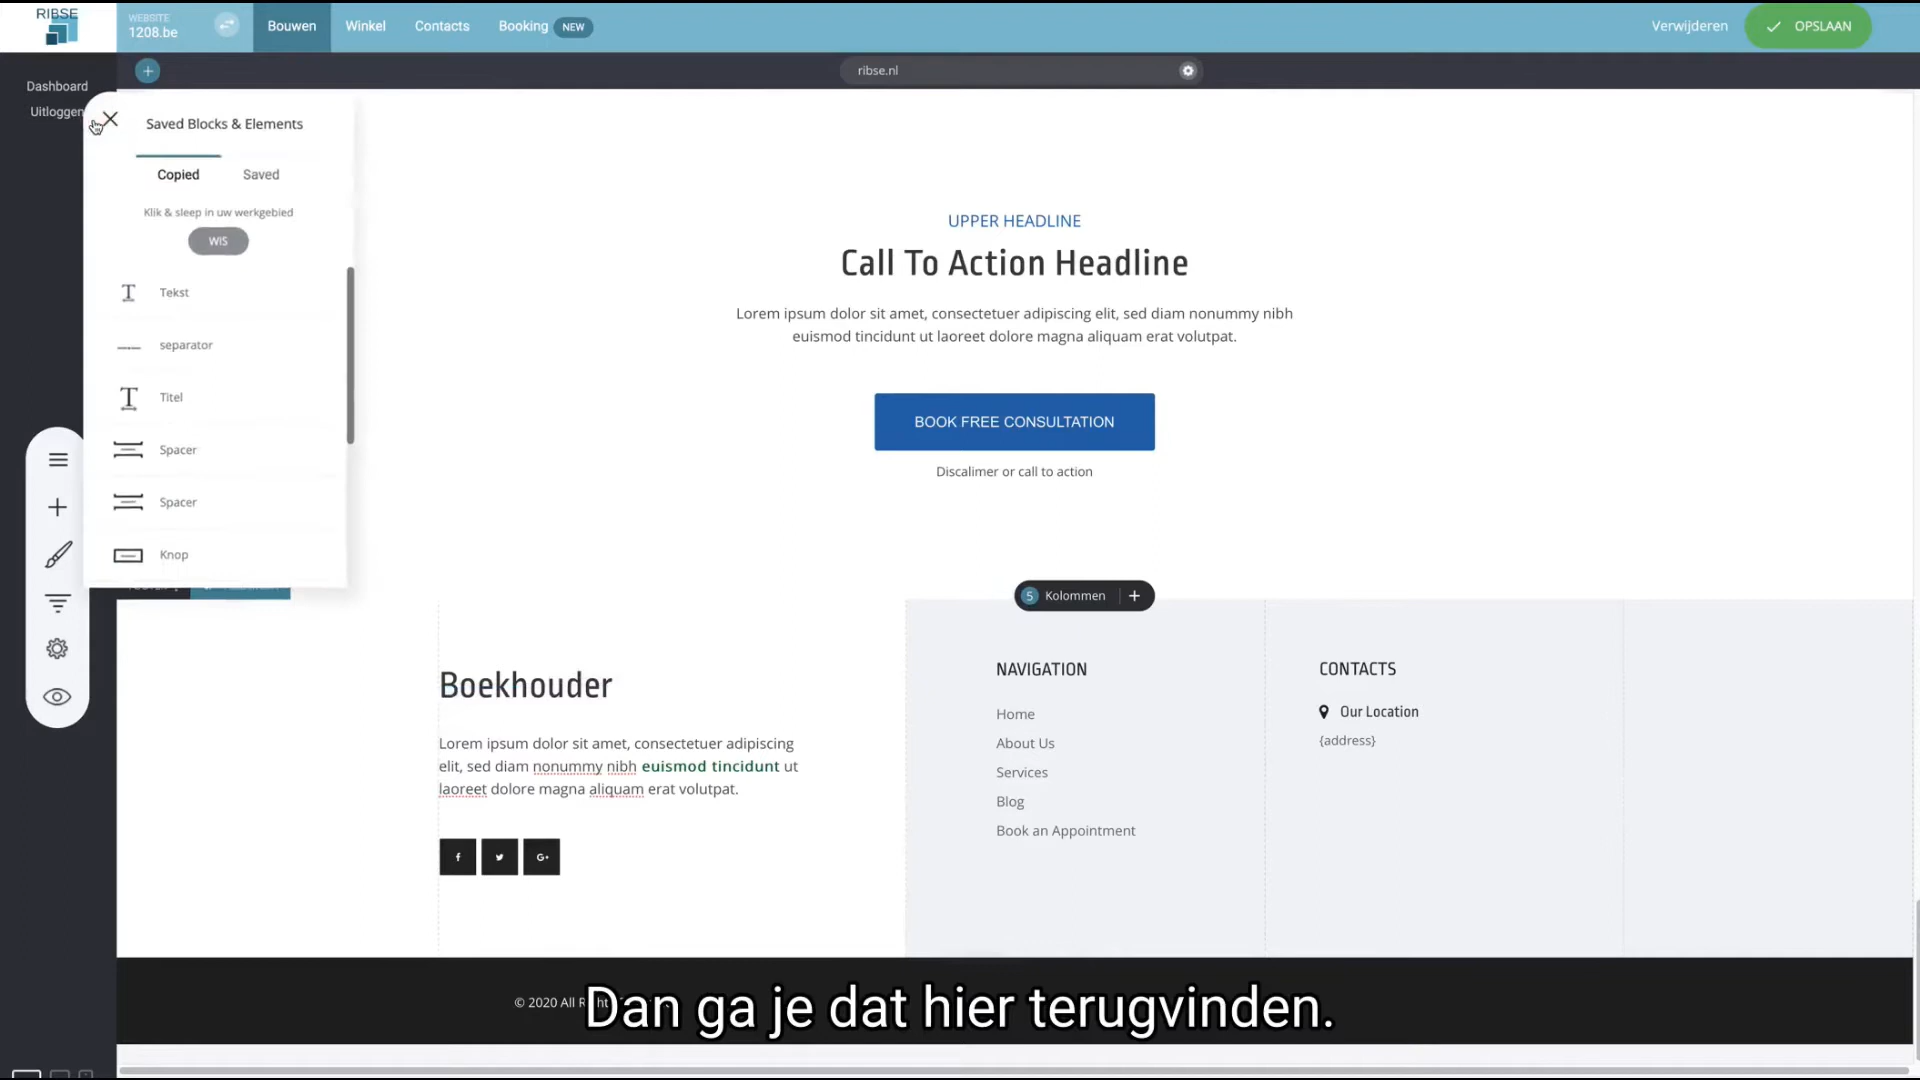 RIBSE
WEBSITE
1208.be
Bouwen
Winkel
Contacts
Booking
NEW
Verwijderen
OPSLAAN
Dashboard
ribse.nl
Uitloggen
Saved Blocks & Elements
Copied
Saved
Klik & sleep in uw werkgebied
WIS
Tekst
separator
Titel
Spacer
Spacer
Knop
UPPER HEADLINE
Call To Action Headline
Lorem ipsum dolor sit amet, consectetuer adipiscing elit, sed diam nonummy nibh
euismod tincidunt ut laoreet dolore magna aliquam erat volutpat.
BOOK FREE CONSULTATION
Discalimer or call to action
5 Kolommen
Boekhouder
Lorem ipsum dolor sit amet, consectetuer adipiscing
elit, sed diam nonummy nibh euismod tincidunt ut
laoreet dolore magna aliquam erat volutpat.
NAVIGATION
Home
About Us
Services
Blog
Book an Appointment
CONTACTS
Our Location
{address}
© 2020 All
Dan ga je dat hier terugvinden.